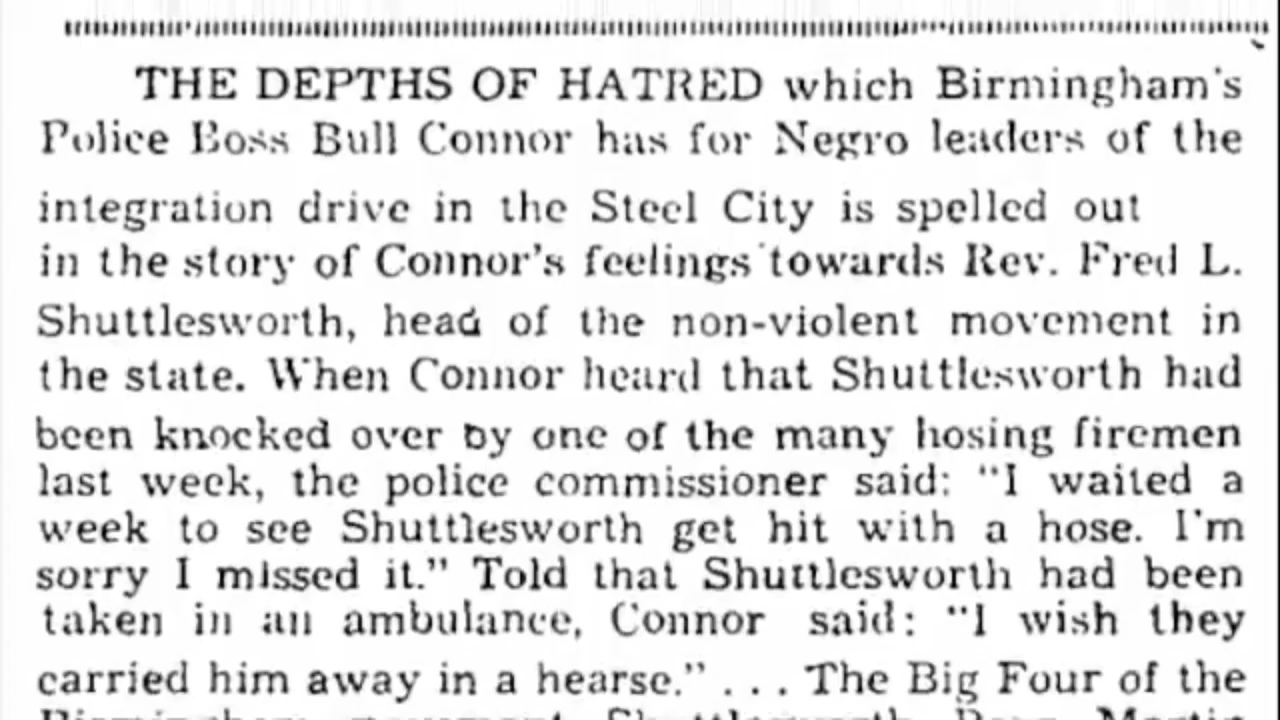 THE DEPTHS OF HATRED which Birmingham's
Police Boss Bull Connor has for Negro leaders of the
integration drive in the Steel City is spelled out
in the story of Connor's feelings towards Rev. Fred L.
Shuttlesworth, head of the non-violent movement in
the state. When Connor heard that Shuttlesworth had
been knocked over by one of the many hosing firemen
last week, the police commissioner said: "I waited a
week to see Shuttlesworth get hit with a hose. I'm
sorry I missed it." Told that Shuttlesworth had been
taken in an ambulance, Connor said: "I wish they
carried him away in a hearse." . . . The Big Four of the
Birmingham movement, Shuttlesworth, Revs. Martin